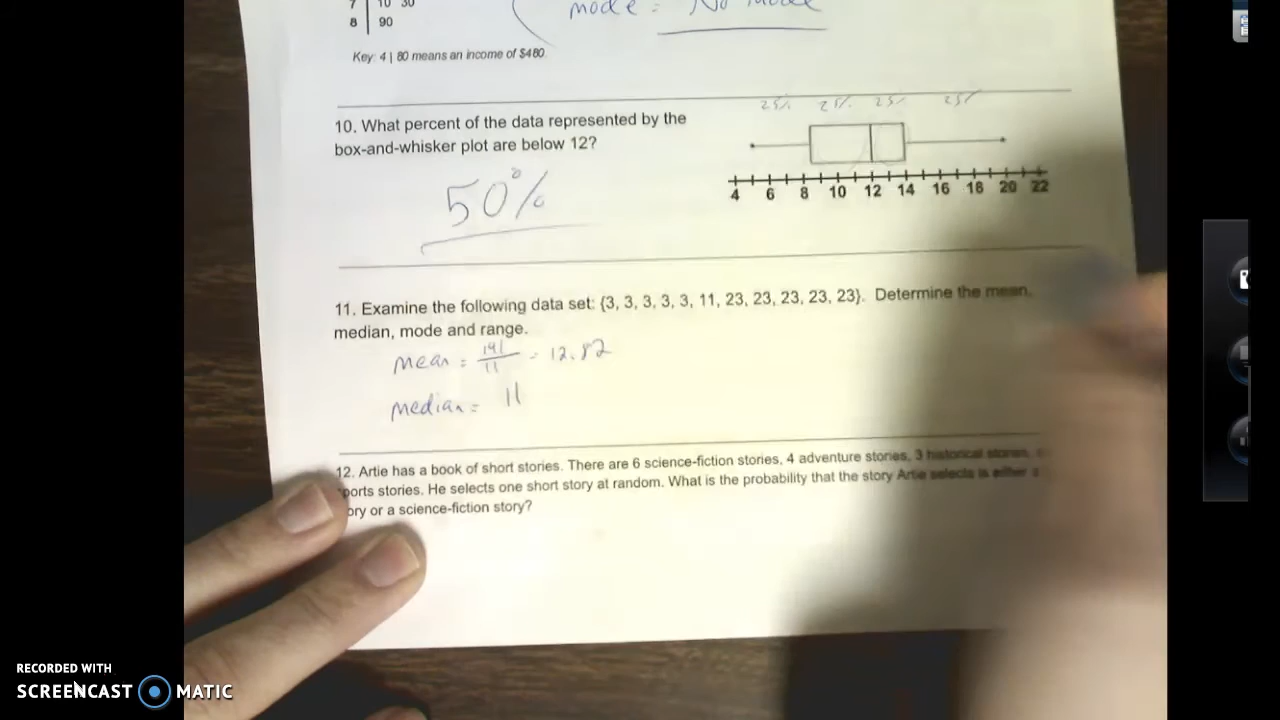 7 | 10 30
8 | 90
mode = No mode
Key: 4 | 80 means an income of $480.
25% 25% 25% 25%
10. What percent of the data represented by the
box-and-whisker plot are below 12?
50%
4 6 8 10 12 14 16 18 20 22
11. Examine the following data set: {3, 3, 3, 3, 3, 11, 23, 23, 23, 23, 23}. Determine the mean,
median, mode and range.
mean = 141/11 = 12.82
median = 11
12. Artie has a book of short stories. There are 6 science-fiction stories, 4 adventure stories, 3 historical stories,
ports stories. He selects one short story at random. What is the probability that the story Artie selects is either a
ory or a science-fiction story?
RECORDED WITH
SCREENCAST MATIC